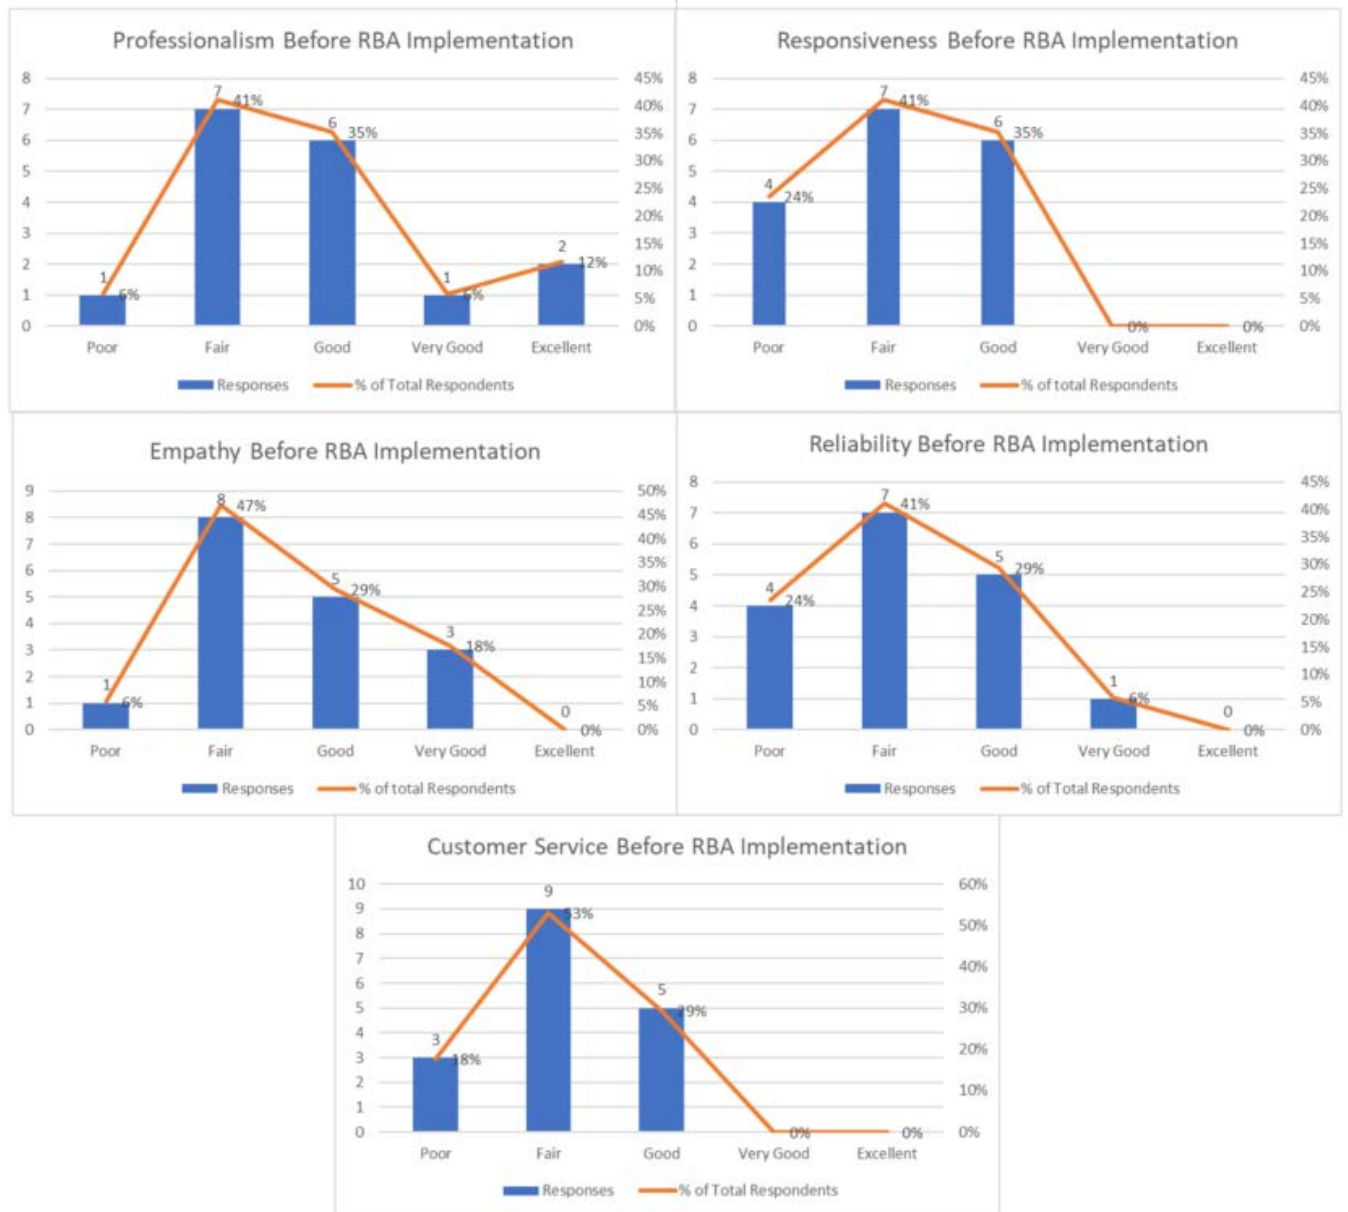 Professionalism Before RBA Implementation
8 7 6 5 4 3 2 1 0
45% 40% 35% 30% 25% 20% 15% 10% 5% 0%
1 7 6 1 2
6% 41% 35% 6% 12%
Poor Fair Good Very Good Excellent
Responses % of Total Respondents
Responsiveness Before RBA Implementation
8 7 6 5 4 3 2 1 0
45% 40% 35% 30% 25% 20% 15% 10% 5% 0%
4 7 6
24% 41% 35% 0% 0%
Poor Fair Good Very Good Excellent
Responses % of total Respondents
Empathy Before RBA Implementation
9 8 7 6 5 4 3 2 1 0
50% 45% 40% 35% 30% 25% 20% 15% 10% 5% 0%
1 8 5 3 0
6% 47% 29% 18% 0%
Poor Fair Good Very Good Excellent
Responses % of total Respondents
Reliability Before RBA Implementation
8 7 6 5 4 3 2 1 0
45% 40% 35% 30% 25% 20% 15% 10% 5% 0%
4 7 5 1 0
24% 41% 29% 6% 0%
Poor Fair Good Very Good Excellent
Responses % of Total Respondents
Customer Service Before RBA Implementation
10 9 8 7 6 5 4 3 2 1 0
60% 50% 40% 30% 20% 10% 0%
3 9 5
18% 53% 29% 0% 0%
Poor Fair Good Very Good Excellent
Responses % of Total Respondents